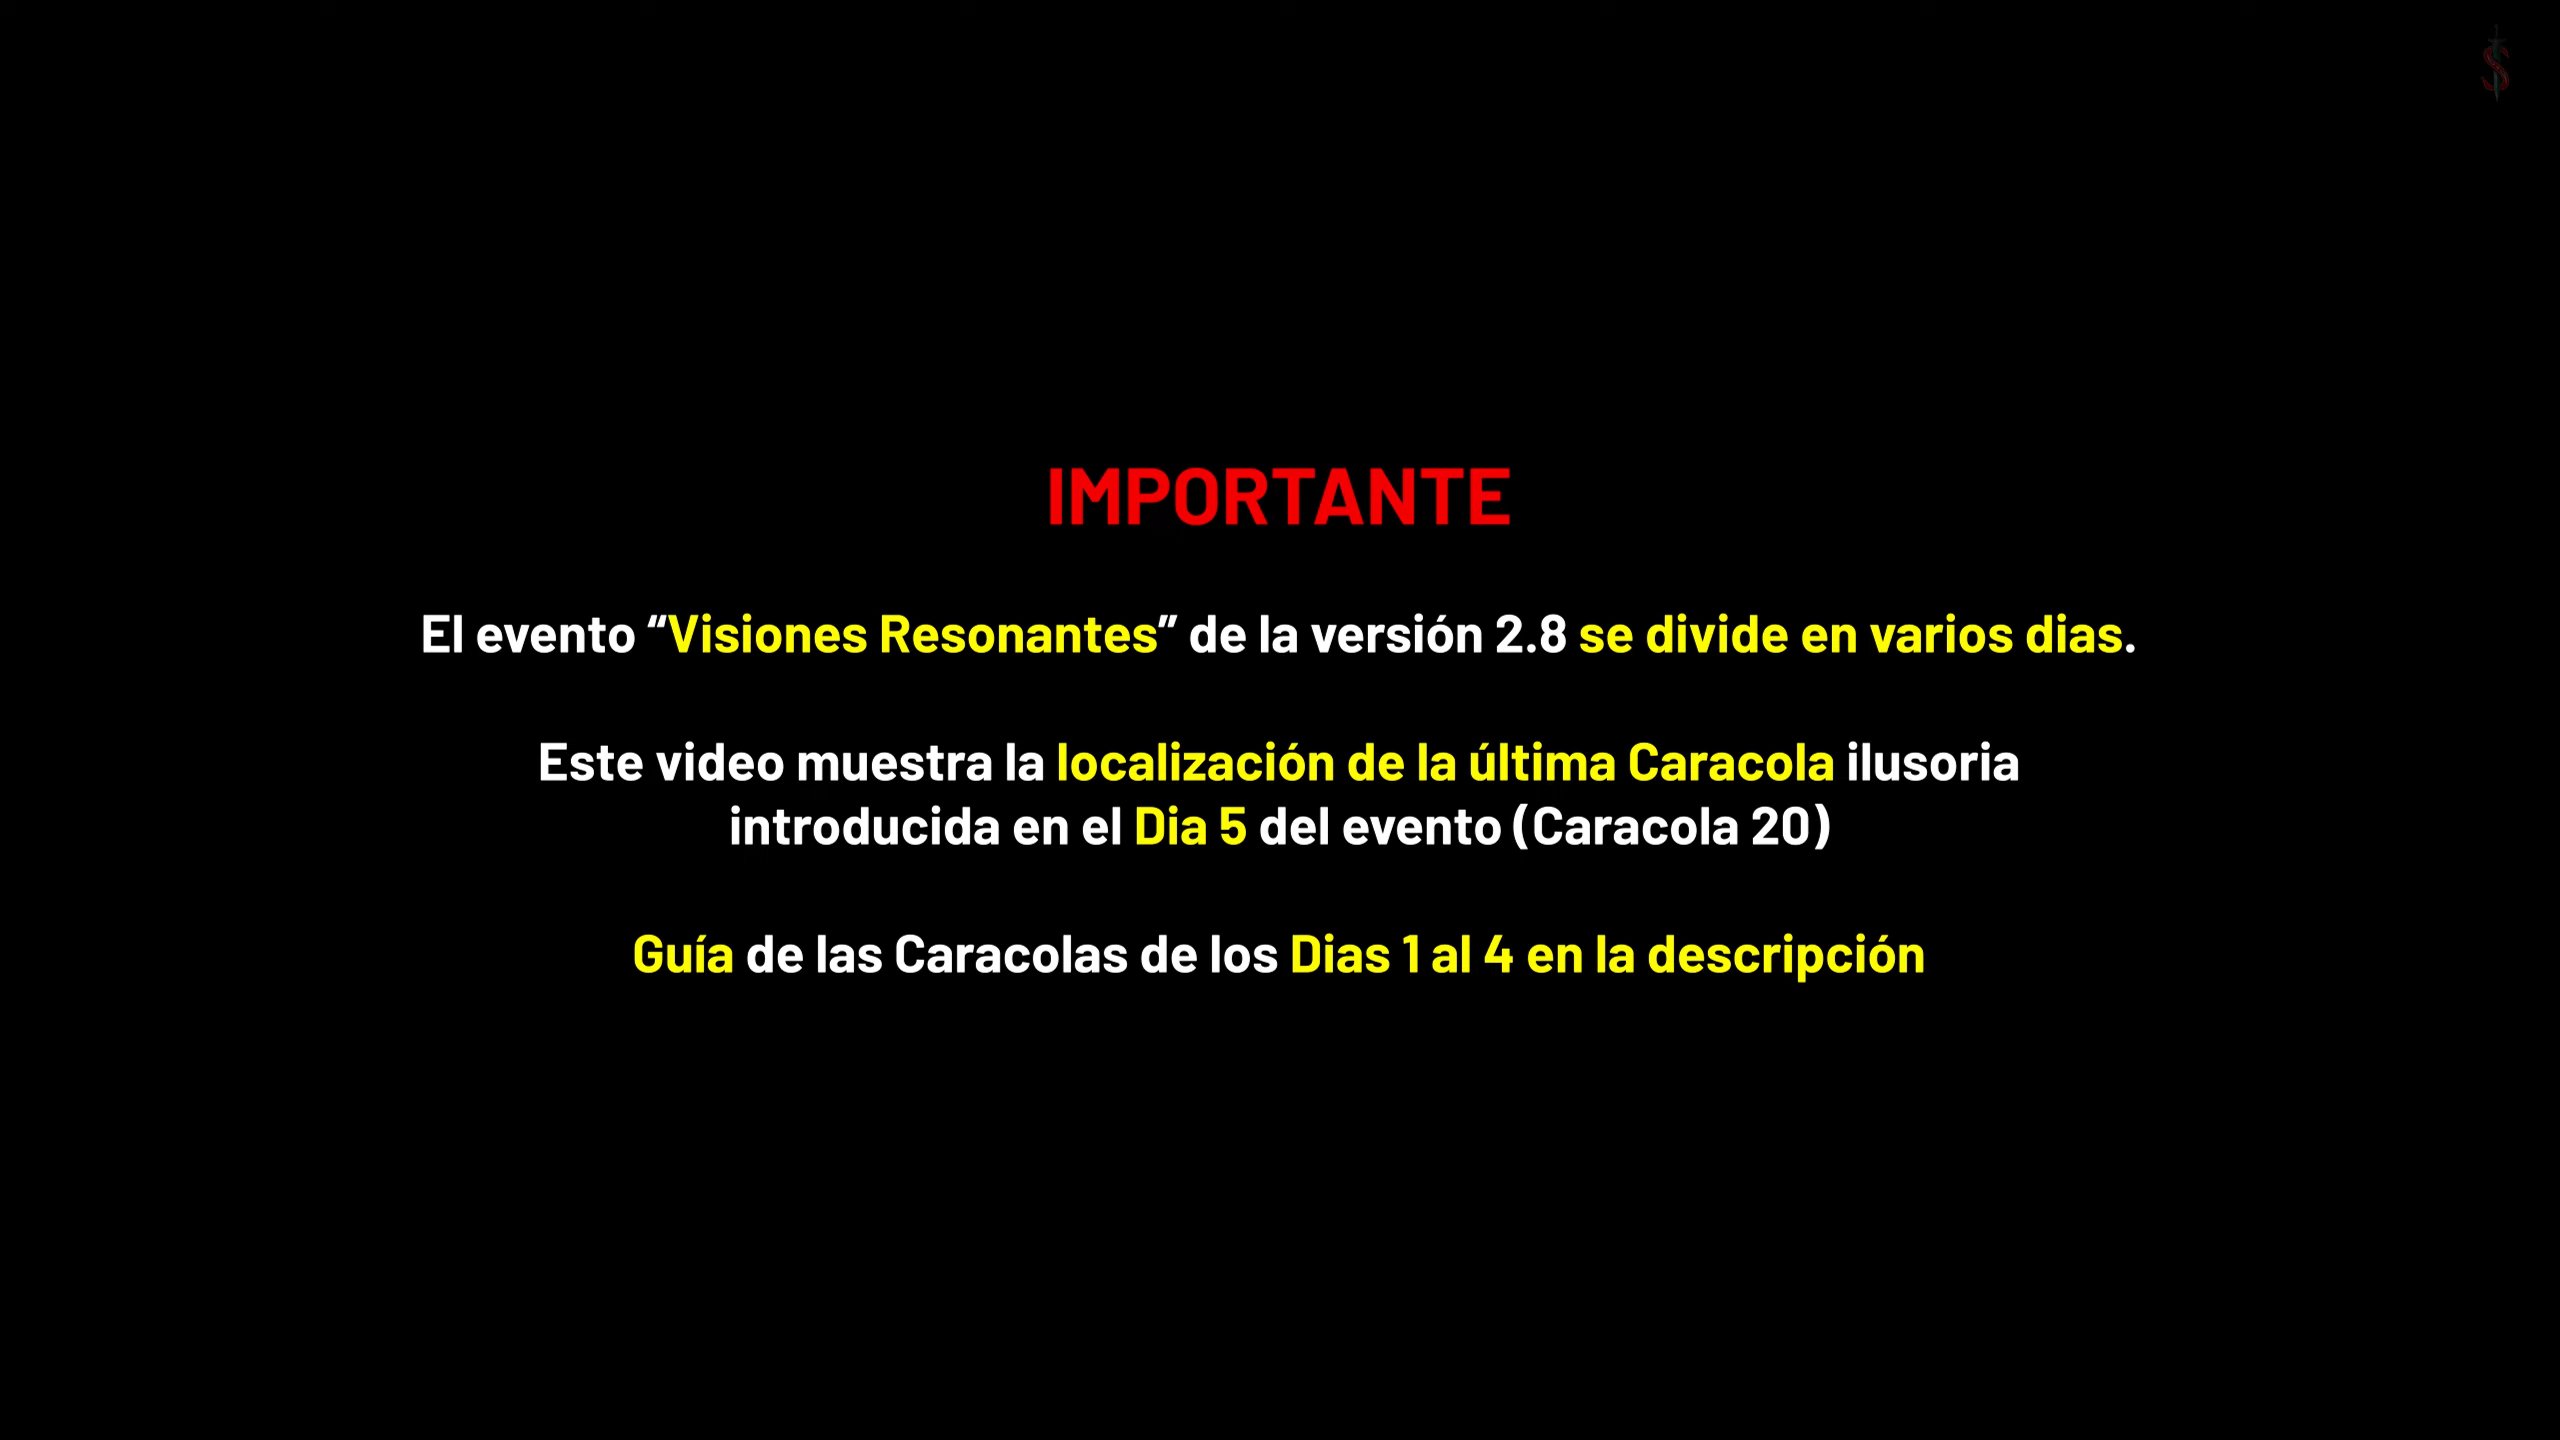 IMPORTANTE
El evento “Visiones Resonantes” de la versión 2.8 se divide en varios dias.
Este video muestra la localización de la última Caracola ilusoria
introducida en el Dia 5 del evento (Caracola 20)
Guía de las Caracolas de los Dias 1 al 4 en la descripción